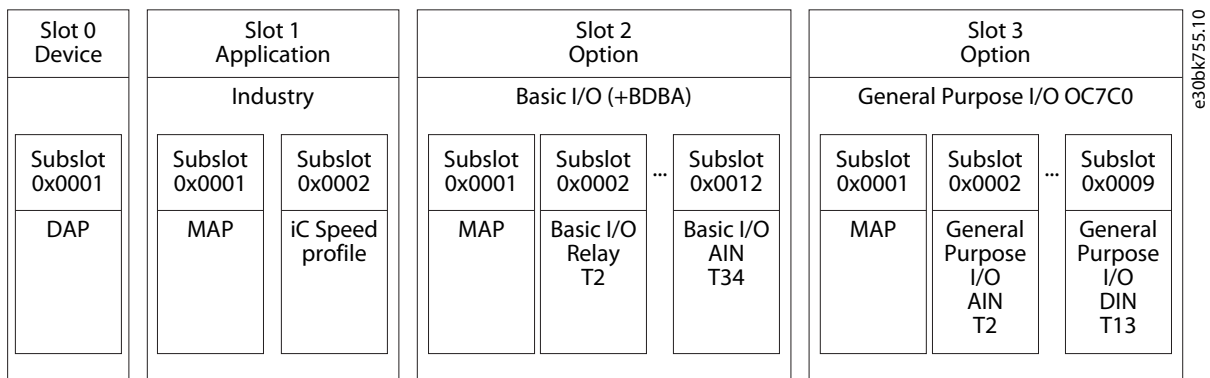 Slot 0
Device
Slot 1
Application
Slot 2
Option
Slot 3
Option
Industry
Basic I/O (+BDBA)
General Purpose I/O OC7C0
Subslot
0x0001
DAP
Subslot
0x0001
MAP
Subslot
0x0002
iC Speed
profile
Subslot
0x0001
MAP
Subslot
0x0002
Basic I/O
Relay
T2
...
Subslot
0x0012
Basic I/O
AIN
T34
Subslot
0x0001
MAP
Subslot
0x0002
General
Purpose
I/O
AIN
T2
...
Subslot
0x0009
General
Purpose
I/O
DIN
T13
e30bk755.10